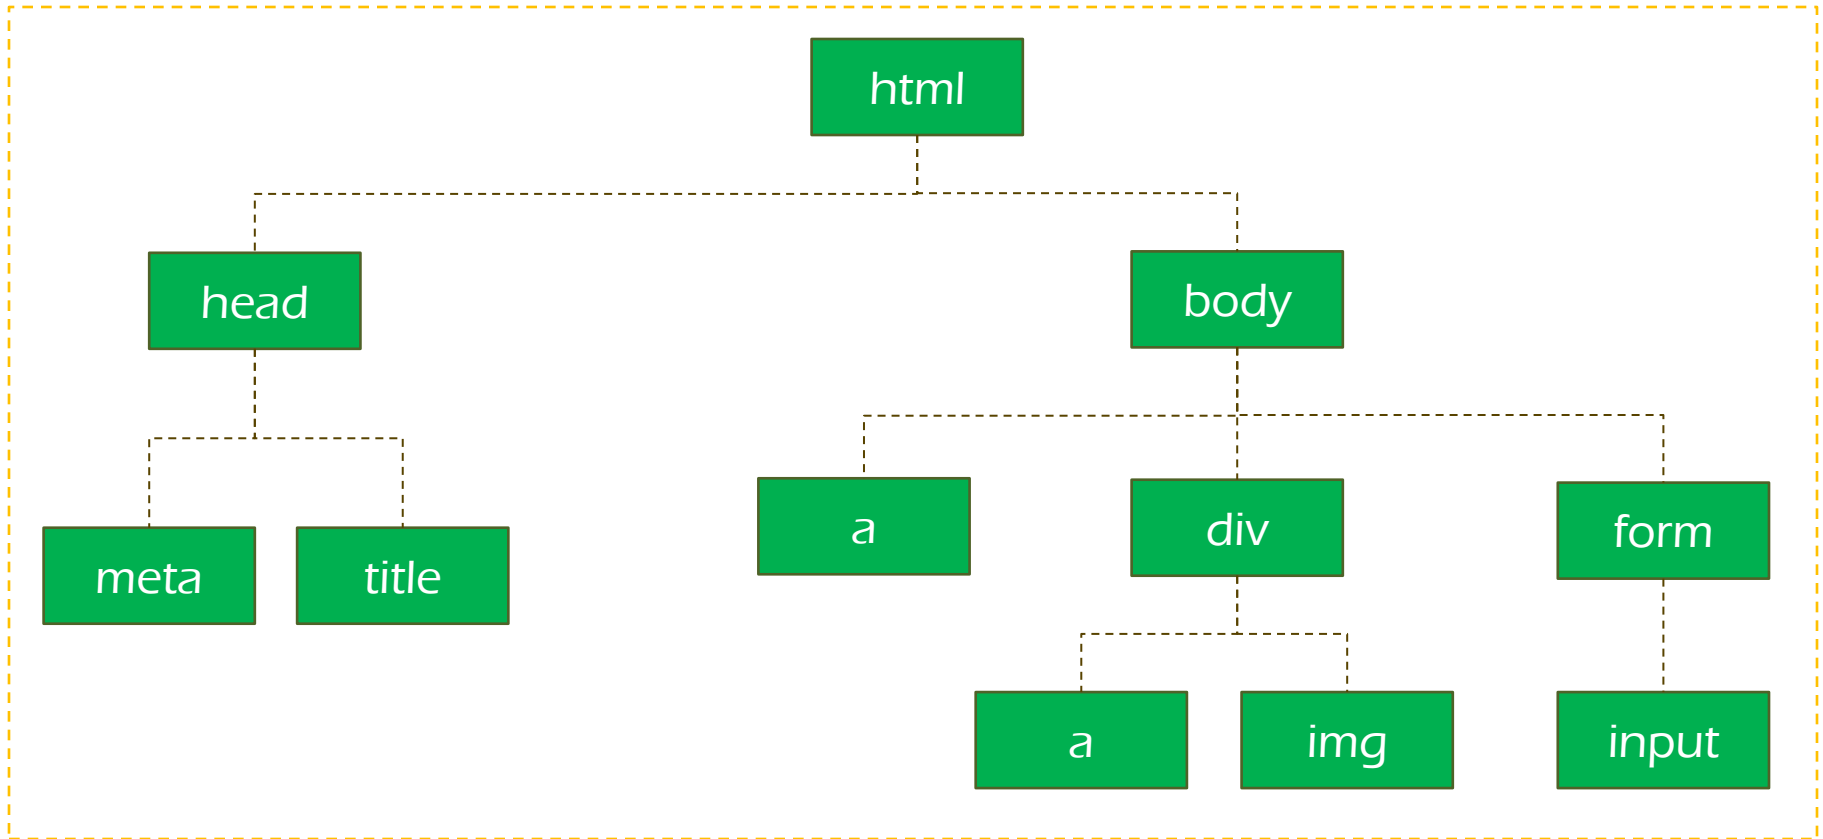 html
head
body
a
div
form
meta
title
a
img
input